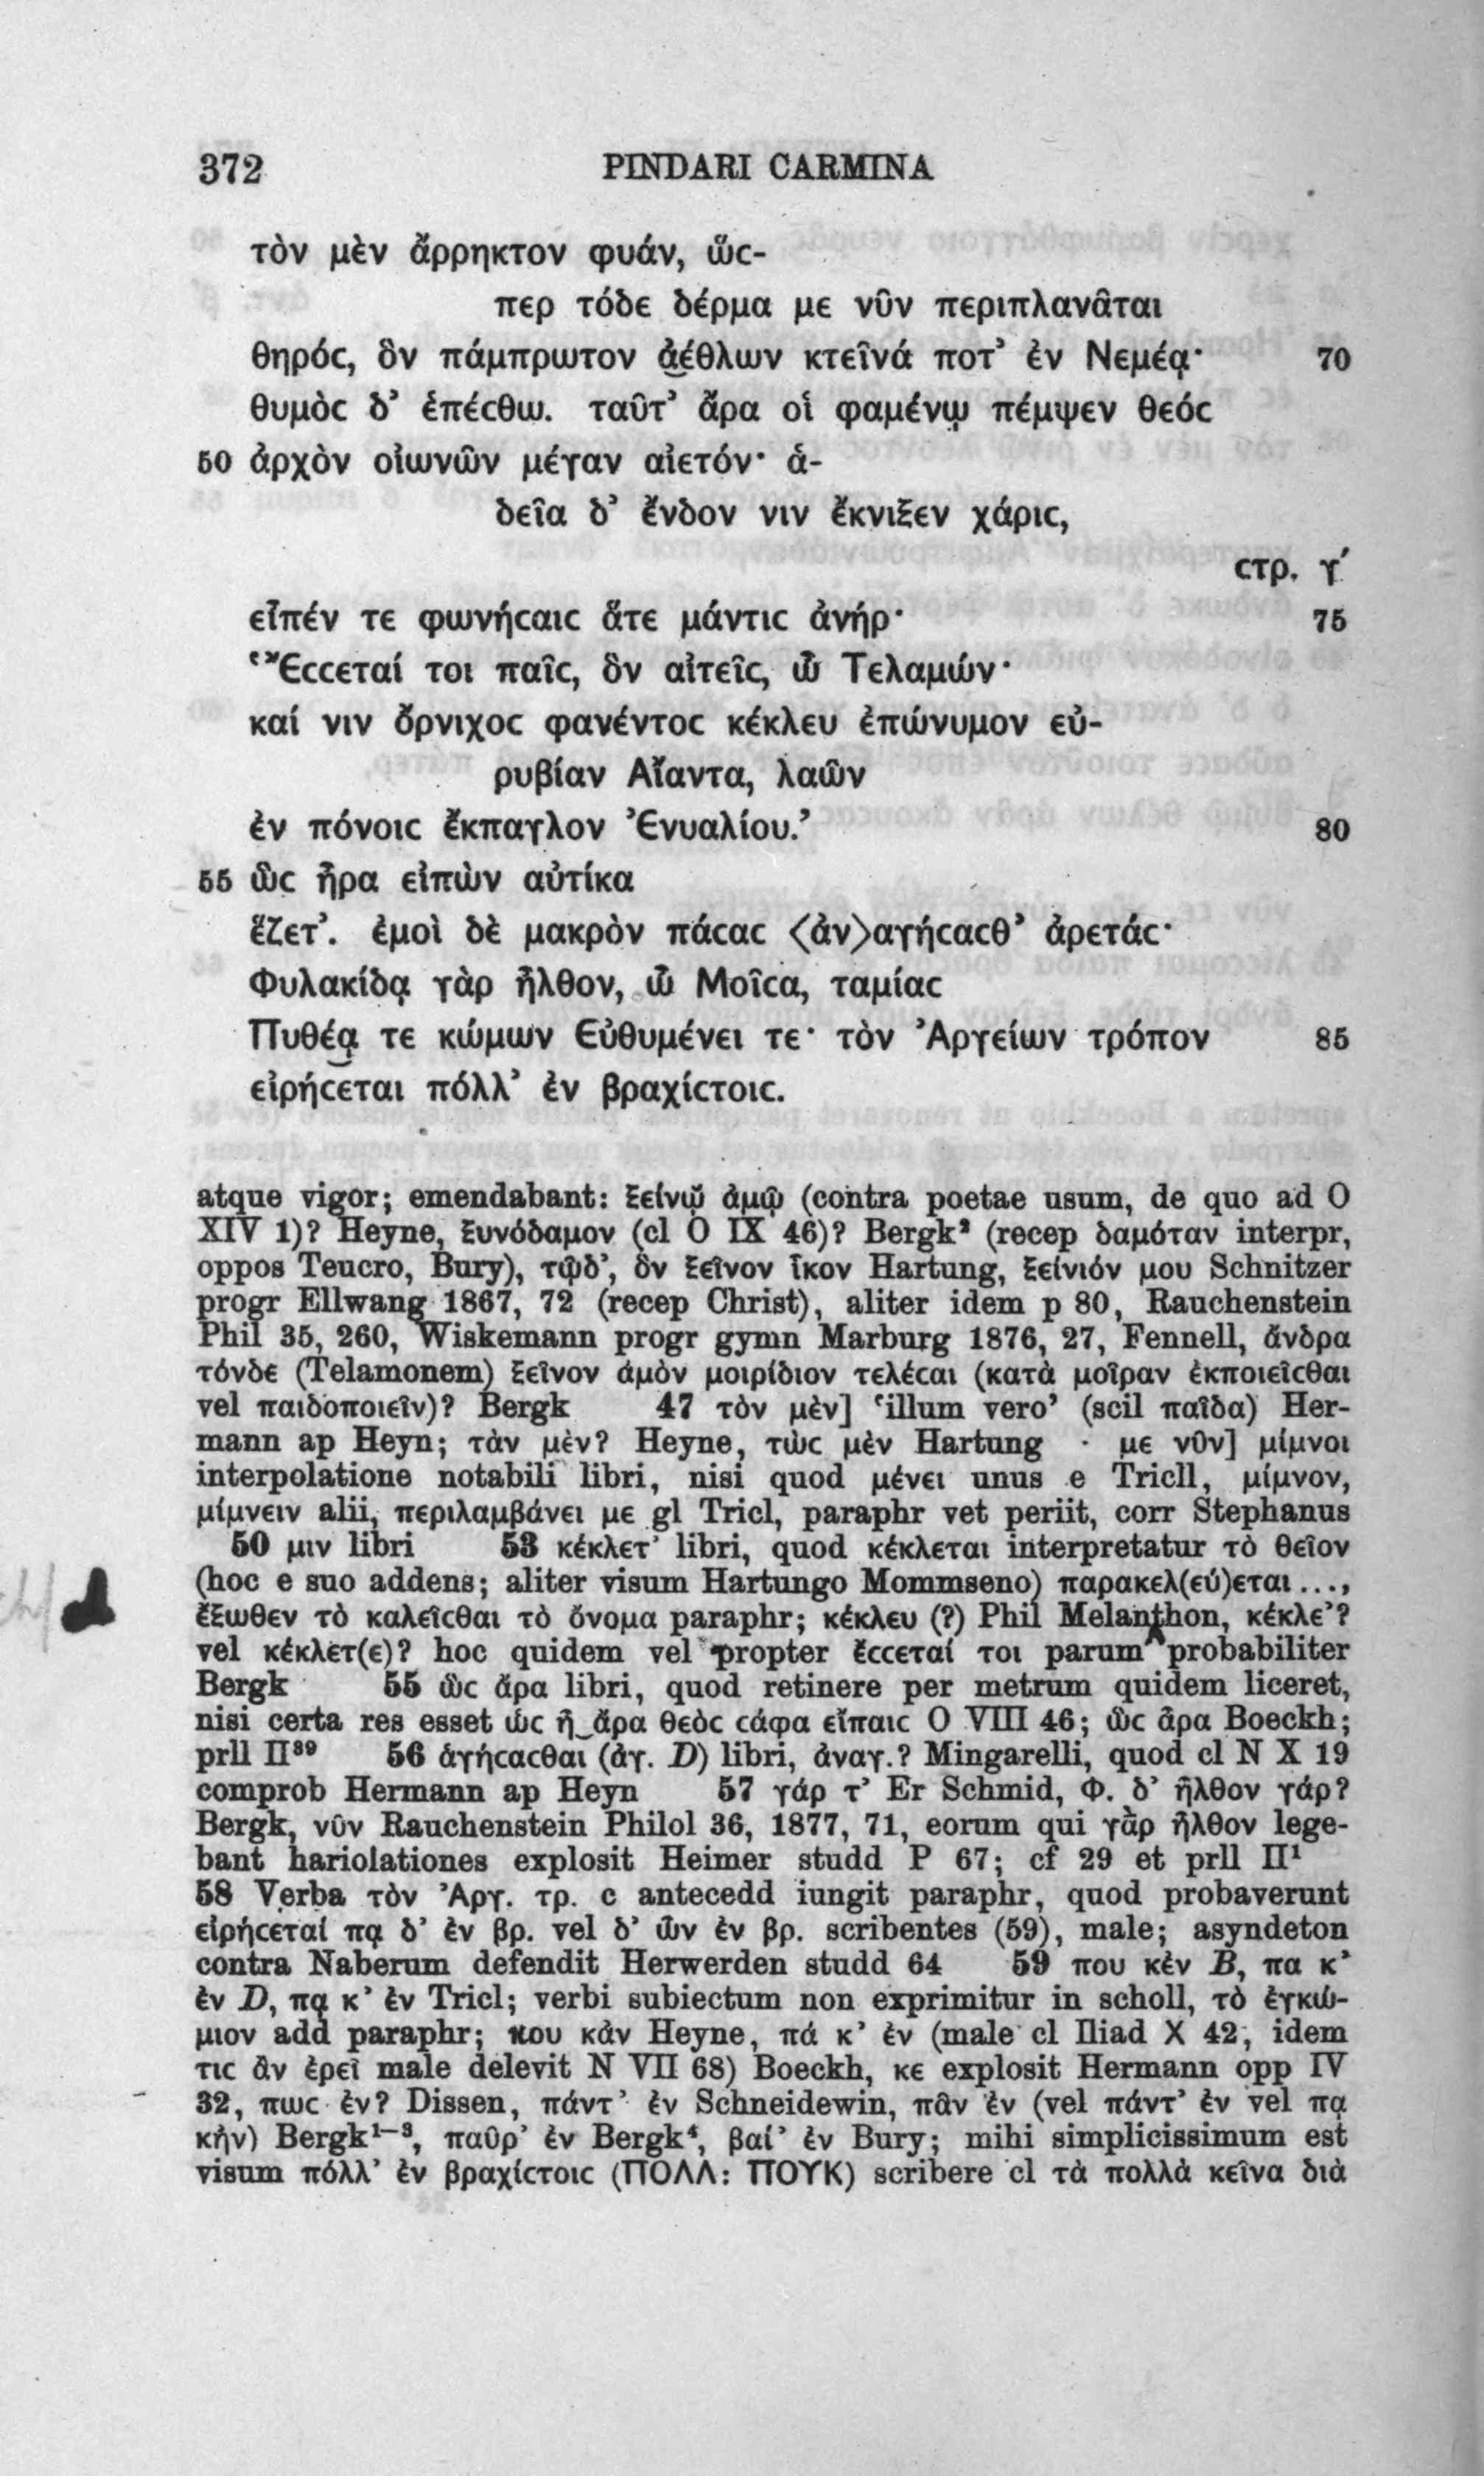 372 PINDARI CARMINA
τὸν μὲν ἄρρηκτον φυάν, ὥϲ-
περ τόδε δέρμα με νῦν περιπλανᾶται
θηρόϲ, ὃν πάμπρωτον ἀέθλων κτεῖνά ποτ’ ἐν Νεμέᾳ· 70
θυμὸϲ δ’ ἑπέϲθω. ταῦτ’ ἄρα οἱ φαμένῳ πέμψεν θεόϲ
50 ἀρχὸν οἰωνῶν μέγαν αἰετόν· ἁ-
δεῖα δ’ ἔνδον νιν ἔκνιξεν χάριϲ,
ϲτρ. γ´
εἶπέν τε φωνήϲαιϲ ἅτε μάντιϲ ἀνήρ· 75
‘Ἔϲϲεταί τοι παῖϲ, ὃν αἰτεῖϲ, ὦ Τελαμών·
καί νιν ὄρνιχοϲ φανέντοϲ κέκλευ ἐπώνυμον εὐ-
ρυβίαν Αἴαντα, λαῶν
ἐν πόνοιϲ ἔκπαγλον Ἐνυαλίου.’ 80
55 ὣϲ ἦρα εἰπὼν αὐτίκα
ἕζετ’. ἐμοὶ δὲ μακρὸν πάϲαϲ ⟨ἀν⟩αγήϲαϲθ’ ἀρετάϲ·
Φυλακίδᾳ γὰρ ἦλθον, ὦ Μοῖϲα, ταμίαϲ
Πυθέᾳ τε κώμων Εὐθυμένει τε· τὸν Ἀργείων τρόπον 85
εἰρήϲεται πόλλ’ ἐν βραχίϲτοιϲ.
atque vigor; emendabant: ξείνῳ ἀμῷ (contra poetae usum, de quo ad O
XIV 1)? Heyne, ξυνόδαμον (cl O IX 46)? Bergk² (recep δαμόταν interpr,
oppos Teucro, Bury), τῷδ’, ὃν ξεῖνον ἷκον Hartung, ξείνιόν μου Schnitzer
progr Ellwang 1867, 72 (recep Christ), aliter idem p 80, Rauchenstein
Phil 35, 260, Wiskemann progr gymn Marburg 1876, 27, Fennell, ἄνδρα
τόνδε (Telamonem) ξεῖνον ἀμὸν μοιρίδιον τελέϲαι (κατὰ μοῖραν ἐκποιεῖϲθαι
vel παιδοποιεῖν)? Bergk 47 τὸν μὲν] ‘illum vero’ (scil παῖδα) Her-
mann ap Heyn; τὰν μὲν? Heyne, τὼϲ μὲν Hartung · με νῦν] μίμνοι
interpolatione notabili libri, nisi quod μένει unus e Tricll, μίμνον,
μίμνειν alii, περιλαμβάνει με gl Tricl, paraphr vet periit, corr Stephanus
50 μιν libri 53 κέκλετ’ libri, quod κέκλεται interpretatur τὸ θεῖον
(hoc e suo addens; aliter visum Hartungo Mommseno) παρακελ(εύ)εται ...,
ἔξωθεν τὸ καλεῖϲθαι τὸ ὄνομα paraphr; κέκλευ (?) Phil Melanthon, κέκλε’?
vel κέκλετ(ε)? hoc quidem vel propter ἔϲϲεταί τοι parum probabiliter
Bergk 55 ὣϲ ἄρα libri, quod retinere per metrum quidem liceret,
nisi certa res esset ὡϲ ἦ‿ἄρα θεὸϲ ϲάφα εἴπαιϲ O VIII 46; ὣϲ ἆρα Boeckh;
prll II³⁹ 56 ἁγήϲαϲθαι (ἀγ. D) libri, ἀναγ.? Mingarelli, quod cl N X 19
comprob Hermann ap Heyn 57 γάρ τ’ Er Schmid, Φ. δ’ ἦλθον γάρ?
Bergk, νῦν Rauchenstein Philol 36, 1877, 71, eorum qui γὰρ ἦλθον lege-
bant hariolationes explosit Heimer studd P 67; cf 29 et prll II¹
58 Verba τὸν Ἀργ. τρ. c antecedd iungit paraphr, quod probaverunt
εἰρήϲεταί πᾳ δ’ ἐν βρ. vel δ’ ὦν ἐν βρ. scribentes (59), male; asyndeton
contra Naberum defendit Herwerden studd 64 59 που κέν B, πα κ’
ἐν D, πᾳ κ’ ἐν Tricl; verbi subiectum non exprimitur in scholl, τὸ ἐγκώ-
μιον add paraphr; που κἀν Heyne, πά κ’ ἐν (male cl Iliad X 42, idem
τιϲ ἂν ἐρεῖ male delevit N VII 68) Boeckh, κε explosit Hermann opp IV
32, πωϲ ἐν? Dissen, πάντ’ ἐν Schneidewin, πᾶν ἐν (vel πάντ’ ἐν vel πᾳ
κἠν) Bergk¹⁻³, παῦρ’ ἐν Bergk⁴, βαί’ ἐν Bury; mihi simplicissimum est
visum πόλλ’ ἐν βραχίϲτοιϲ (ΠΟΛΛ: ΠΟΥΚ) scribere cl τὰ πολλὰ κεῖνα διὰ